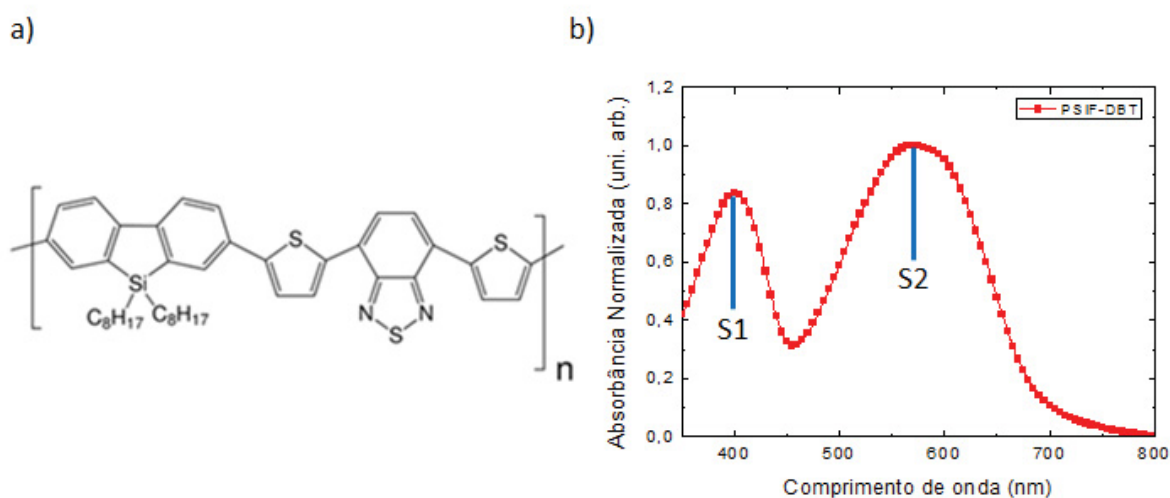 a)
S
S
Si
C8H17
C8H17
N
N
S
n
b)
Absorbância Normalizada (uni. arb.)
1,2
1,0
0,8
0,6
0,4
0,2
0,0
PSIF-DBT
S1
S2
400
500
600
700
800
Comprimento de onda (nm)